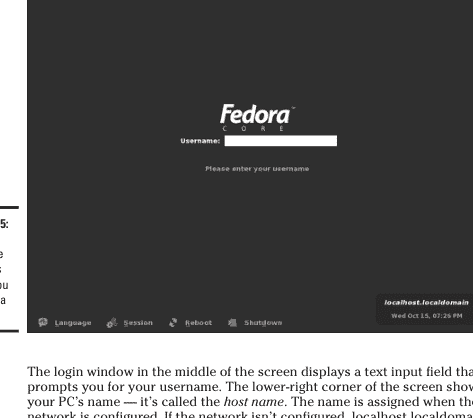 Fedora
CORE
Username:
Please enter your username
5:
e
s
ou
a
localhost.localdomain
Wed Oct 15, 07:26 PM
Language Session Reboot Shutdown
The login window in the middle of the screen displays a text input field tha
prompts you for your username. The lower-right corner of the screen show
your PC's name — it's called the host name. The name is assigned when the
network is configured. If the network isn't configured, localhost.localdoma